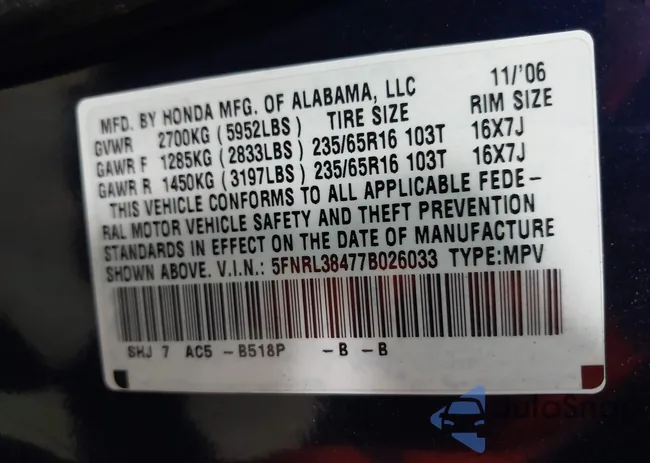 MFD. BY HONDA MFG. OF ALABAMA, LLC 11/'06
GVWR 2700KG (5952LBS) TIRE SIZE RIM SIZE
GAWR F 1285KG (2833LBS) 235/65R16 103T 16X7J
GAWR R 1450KG (3197LBS) 235/65R16 103T 16X7J
THIS VEHICLE CONFORMS TO ALL APPLICABLE FEDE-
RAL MOTOR VEHICLE SAFETY AND THEFT PREVENTION
STANDARDS IN EFFECT ON THE DATE OF MANUFACTURE
SHOWN ABOVE. V.I.N.: 5FNRL38477B026033 TYPE:MPV
SHJ 7 AC5 -B518P -B -B